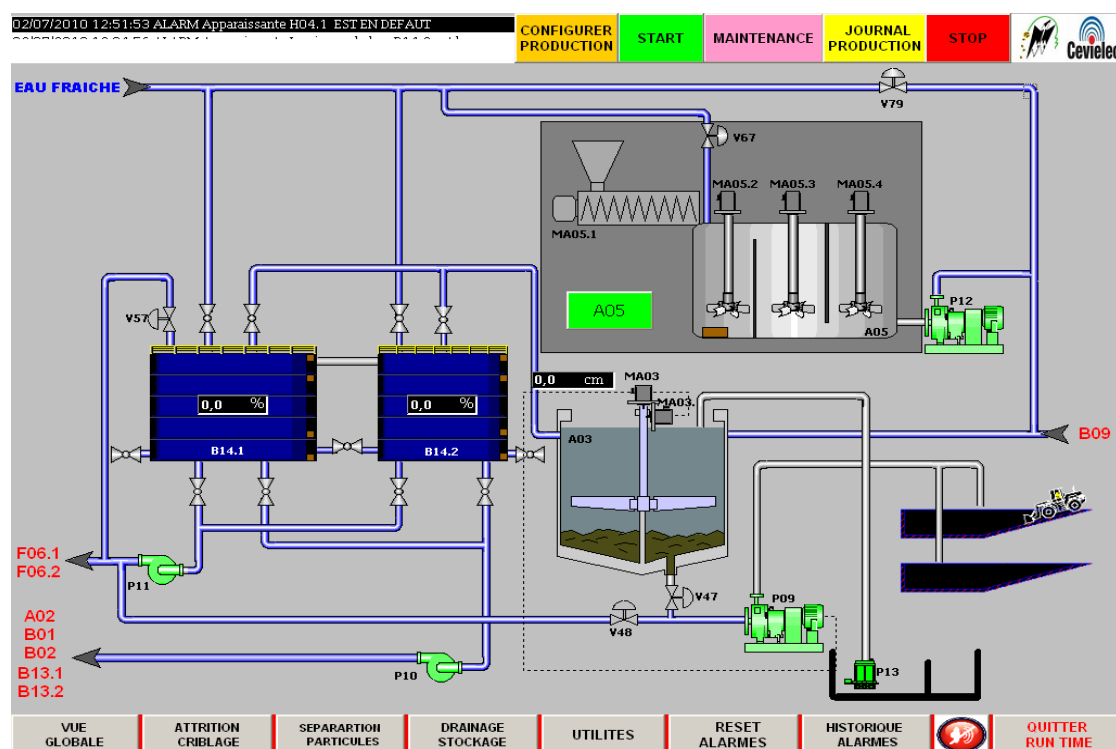 02/07/2010 12:51:53 ALARM Apparaissante H04.1 EST EN DEFAUT
CONFIGURER
PRODUCTION
START
MAINTENANCE
JOURNAL
PRODUCTION
STOP
Cevielec
EAU FRAICHE
V79
V67
MA05.2 MA05.3 MA05.4
MA05.1
V57
A05
A05
P12
0,0 cm
MA03
MA03.
0,0 %
0,0 %
A03
B09
B14.1
B14.2
F06.1
F06.2
P11
V47
P09
A02
B01
B02
B13.1
B13.2
V48
P10
P13
VUE
GLOBALE
ATTRITION
CRIBLAGE
SEPARARTION
PARTICULES
DRAINAGE
STOCKAGE
UTILITES
RESET
ALARMES
HISTORIQUE
ALARMES
QUITTER
RUN TIME